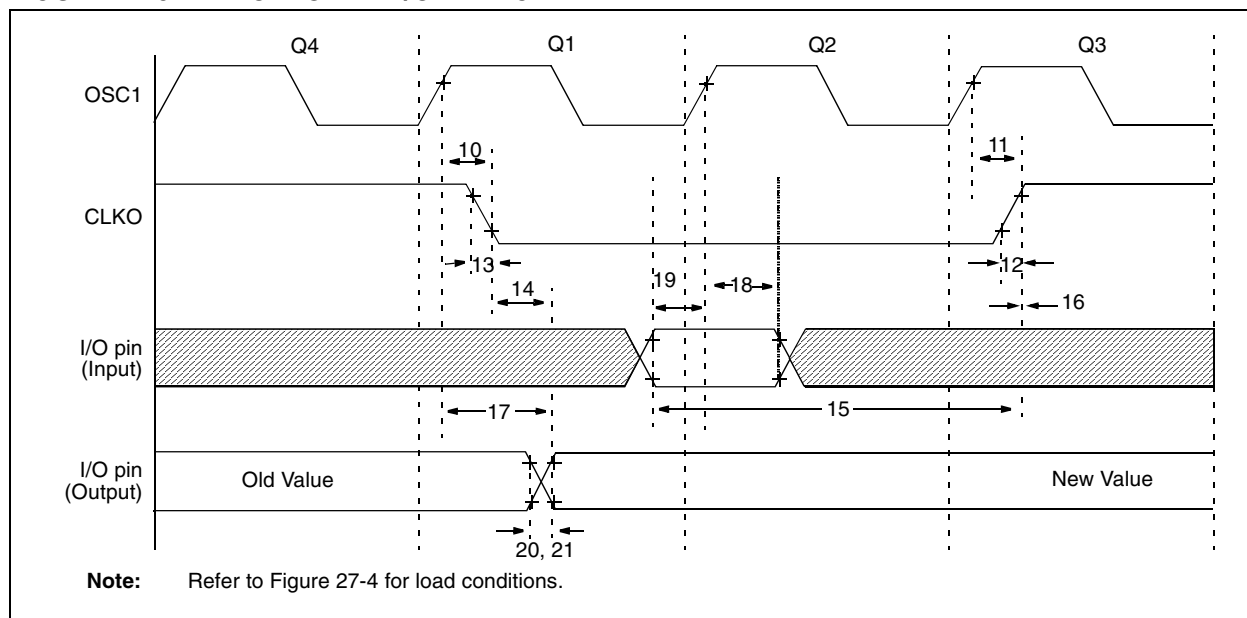 Q4 Q1 Q2 Q3
OSC1
10 11
CLKO
13 12
14 19 18 16
I/O pin
(Input)
17 15
I/O pin
(Output)
Old Value New Value
20, 21
Note: Refer to Figure 27-4 for load conditions.